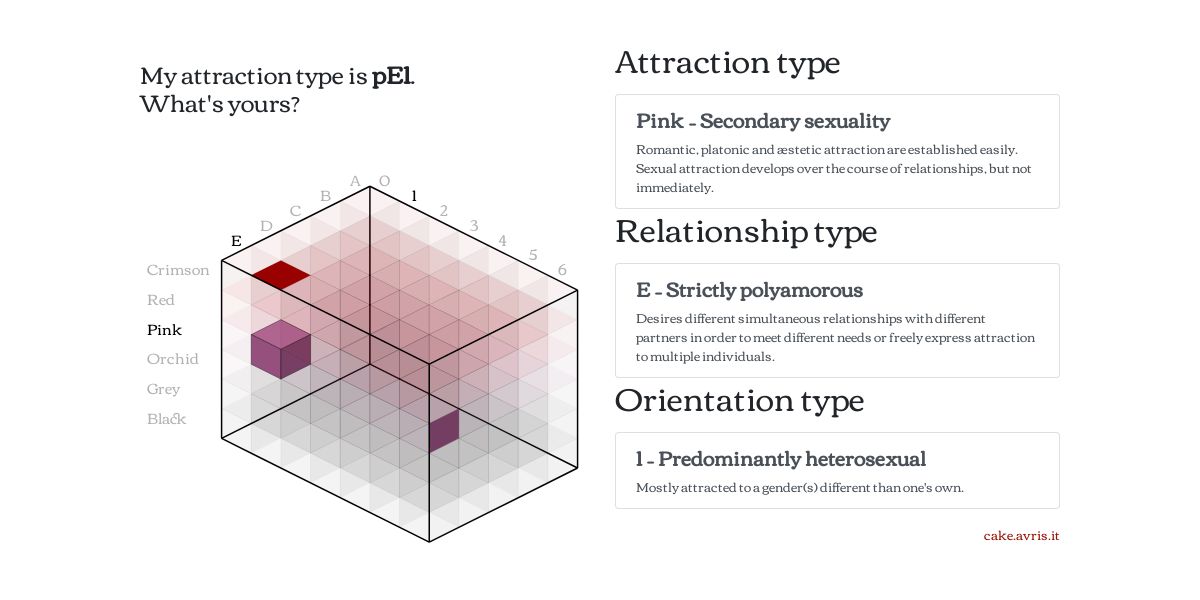 My attraction type is pE1.
What's yours?
A
O
B
1
C
2
D
3
E
4
5
6
Crimson
Red
Pink
Orchid
Grey
Black
Attraction type
Pink – Secondary sexuality
Romantic, platonic and æstetic attraction are established easily.
Sexual attraction develops over the course of relationships, but not
immediately.
Relationship type
E – Strictly polyamorous
Desires different simultaneous relationships with different
partners in order to meet different needs or freely express attraction
to multiple individuals.
Orientation type
1 – Predominantly heterosexual
Mostly attracted to a gender(s) different than one's own.
cake.avris.it